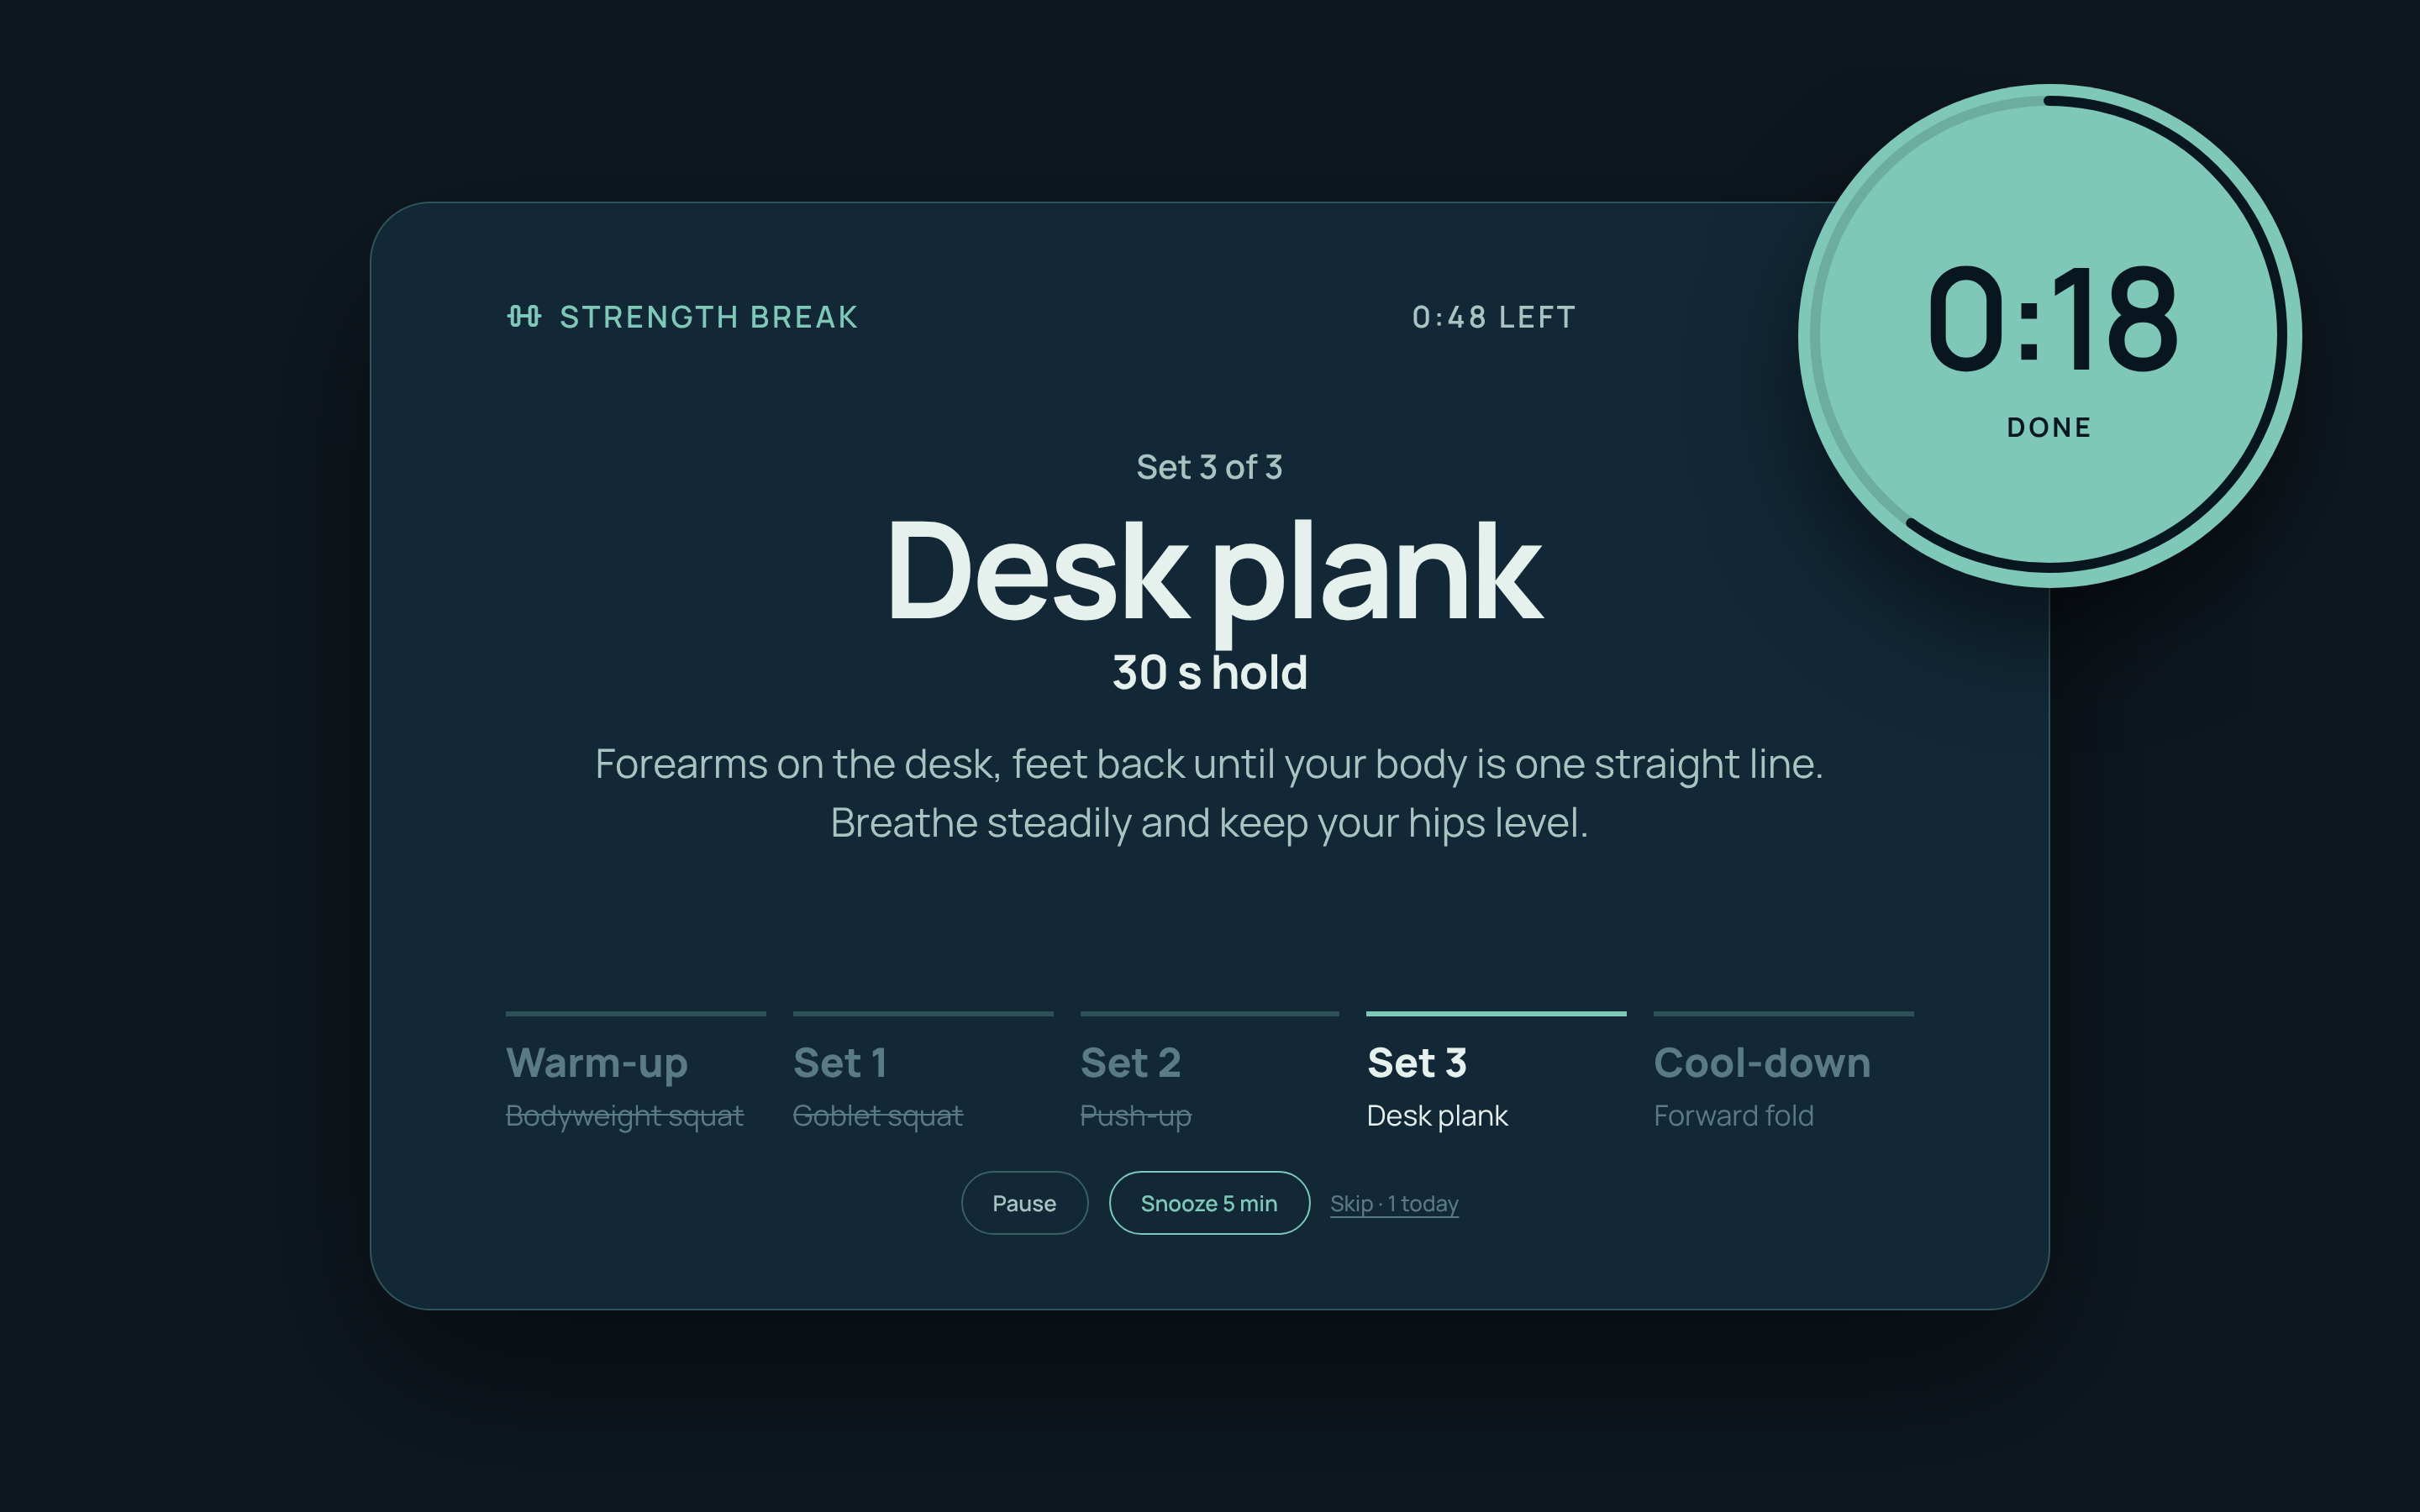 STRENGTH BREAK
0:48 LEFT
0:18
DONE
Set 3 of 3
Desk plank
30 s hold
Forearms on the desk, feet back until your body is one straight line.
Breathe steadily and keep your hips level.
Warm-up
Bodyweight squat
Set 1
Goblet squat
Set 2
Push-up
Set 3
Desk plank
Cool-down
Forward fold
Pause
Snooze 5 min
Skip · 1 today